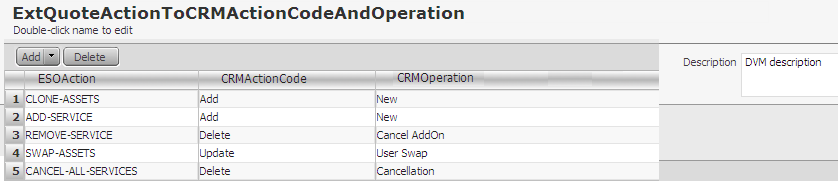 ExtQuoteActionToCRMActionCodeAndOperation
Double-click name to edit
Add Delete
Description DVM description
ESOAction CRMActionCode CRMOperation
1 CLONE-ASSETS Add New
2 ADD-SERVICE Add New
3 REMOVE-SERVICE Delete Cancel AddOn
4 SWAP-ASSETS Update User Swap
5 CANCEL-ALL-SERVICES Delete Cancellation